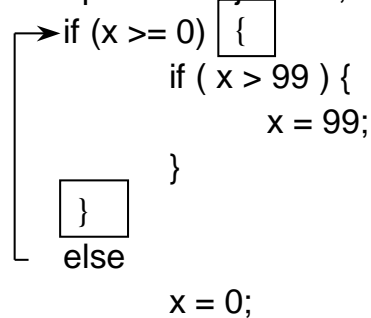 if (x >= 0) {
if ( x > 99 ) {
x = 99;
}
}
else
x = 0;